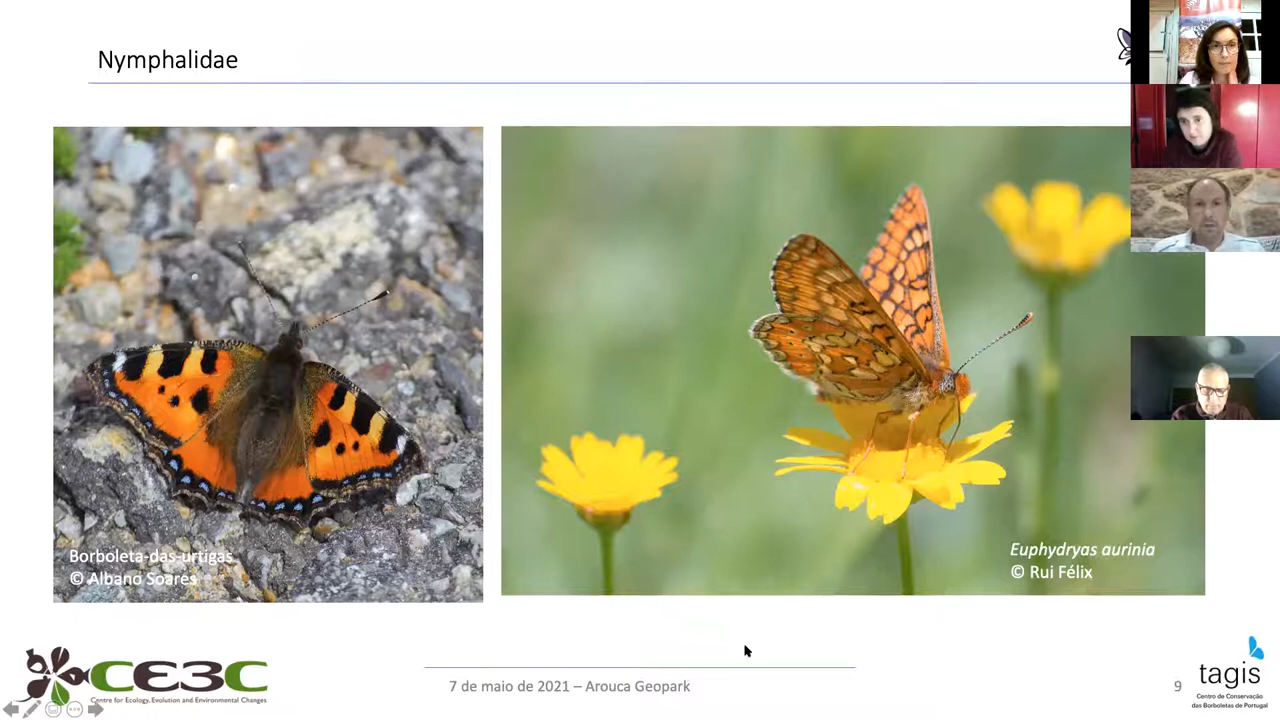 Nymphalidae
Borboleta-das-urtigas
© Albano Soares
Euphydryas aurinia
© Rui Félix
CE3C
Centre for Ecology, Evolution and Environmental Changes
7 de maio de 2021 – Arouca Geopark
9
tagis
Centro de Conservação
das Borboletas de Portugal